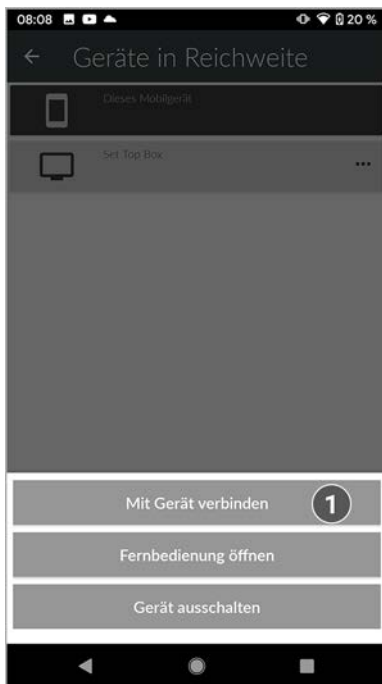 08:08 20 %
Geräte in Reichweite
Dieses Mobilgerät
Set Top Box
Mit Gerät verbinden 1
Fernbedienung öffnen
Gerät ausschalten